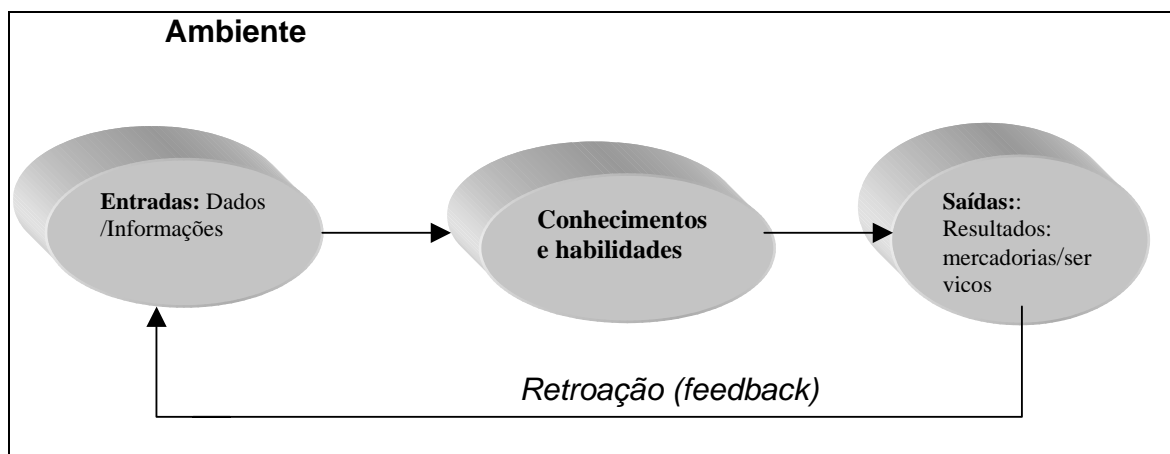 Ambiente
Entradas: Dados
/Informações
Conhecimentos
e habilidades
Saídas::
Resultados:
mercadorias/ser
vicos
Retroação (feedback)